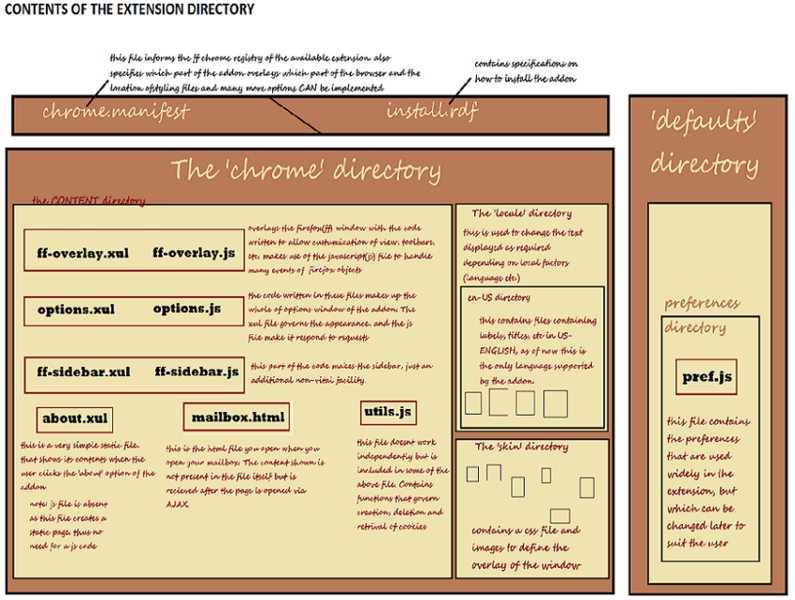 CONTENTS OF THE EXTENSION DIRECTORY
this file informs the ff chrome registry of the available extension also
specifies which part of the addon overlays which part of the browser and the
location ofstyling files and many more options CAN be implemented
contains specifications on
how to install the addon
chrome.manifest
install.rdf
The 'chrome' directory
the CONTENT directory
ff-overlay.xul ff-overlay.js
overlays the firefox(ff) window with the code
written to allow custumication of view, toolbars,
etc. makes use of the javascript(js) file to handle
many events of firefox objects
options.xul options.js
the code written in these files makes up the
whole of options window of the addon. The
xul file governs the appearance, and the js
file make it respond to requests
ff-sidebar.xul ff-sidebar.js
this part of the code makes the sidebar, just an
additional non-vital facility.
about.xul
this is a very simple static file,
that shows its contents when the
user clicks the 'about' option of the
addon
note: js file is absent
as this file creates a
static page, thus no
need for a js code
mailbox.html
this is the html file you open when you
open your mailbox. The content shown is
not present in the file itself but is
recieved after the page is opened via
AJAX.
utils.js
this file doesnt work
independently but is
included in some of the
above file. Contains
functions that govern
creation, deletion and
retrival of cookies
The 'locale' directory
this is used to change the text
displayed as required
depending on local factors
(language etc)
en-US directory
this contains files containing
labels, titles, etc in US-
ENGLISH, as of now this is
the only language supported
by the addon.
The 'skin' directory
contains a css file and
images to define the
overlay of the window
'defaults'
directory
preferences
directory
pref.js
this file contains
the preferences
that are used
widely in the
extension, but
which can be
changed later to
suit the user